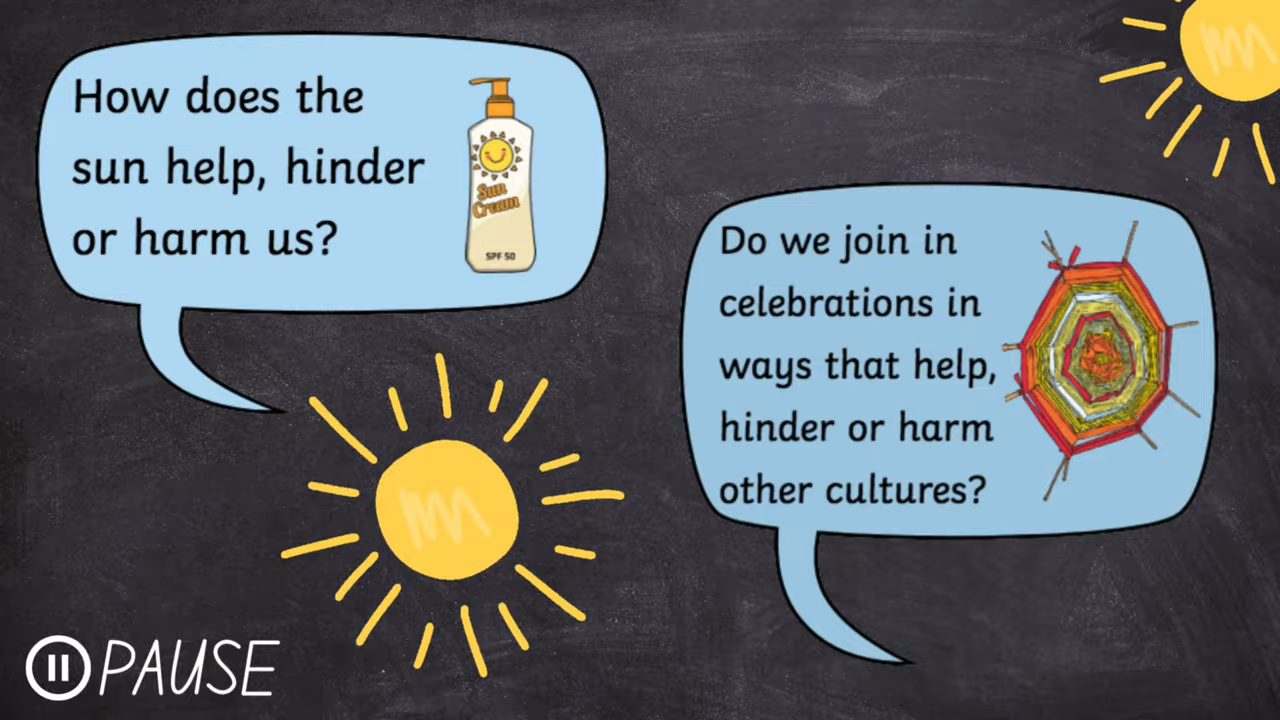 How does the
sun help, hinder
or harm us?
Sun
Cream
SPF 50
Do we join in
celebrations in
ways that help,
hinder or harm
other cultures?
PAUSE